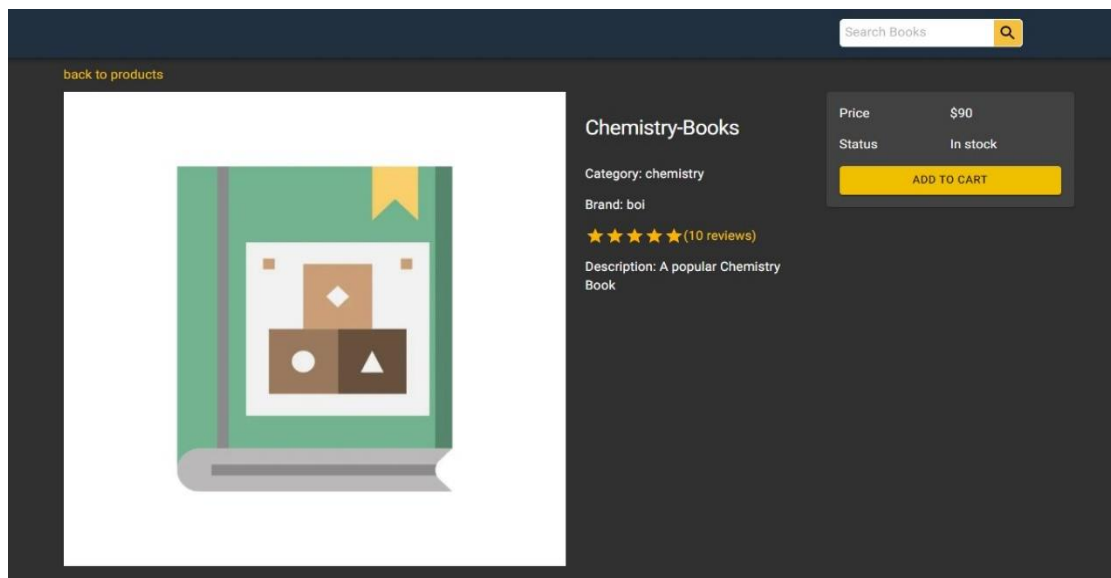 Search Books
back to products
Chemistry-Books
Category: chemistry
Brand: boi
(10 reviews)
Description: A popular Chemistry
Book
Price $90
Status In stock
ADD TO CART